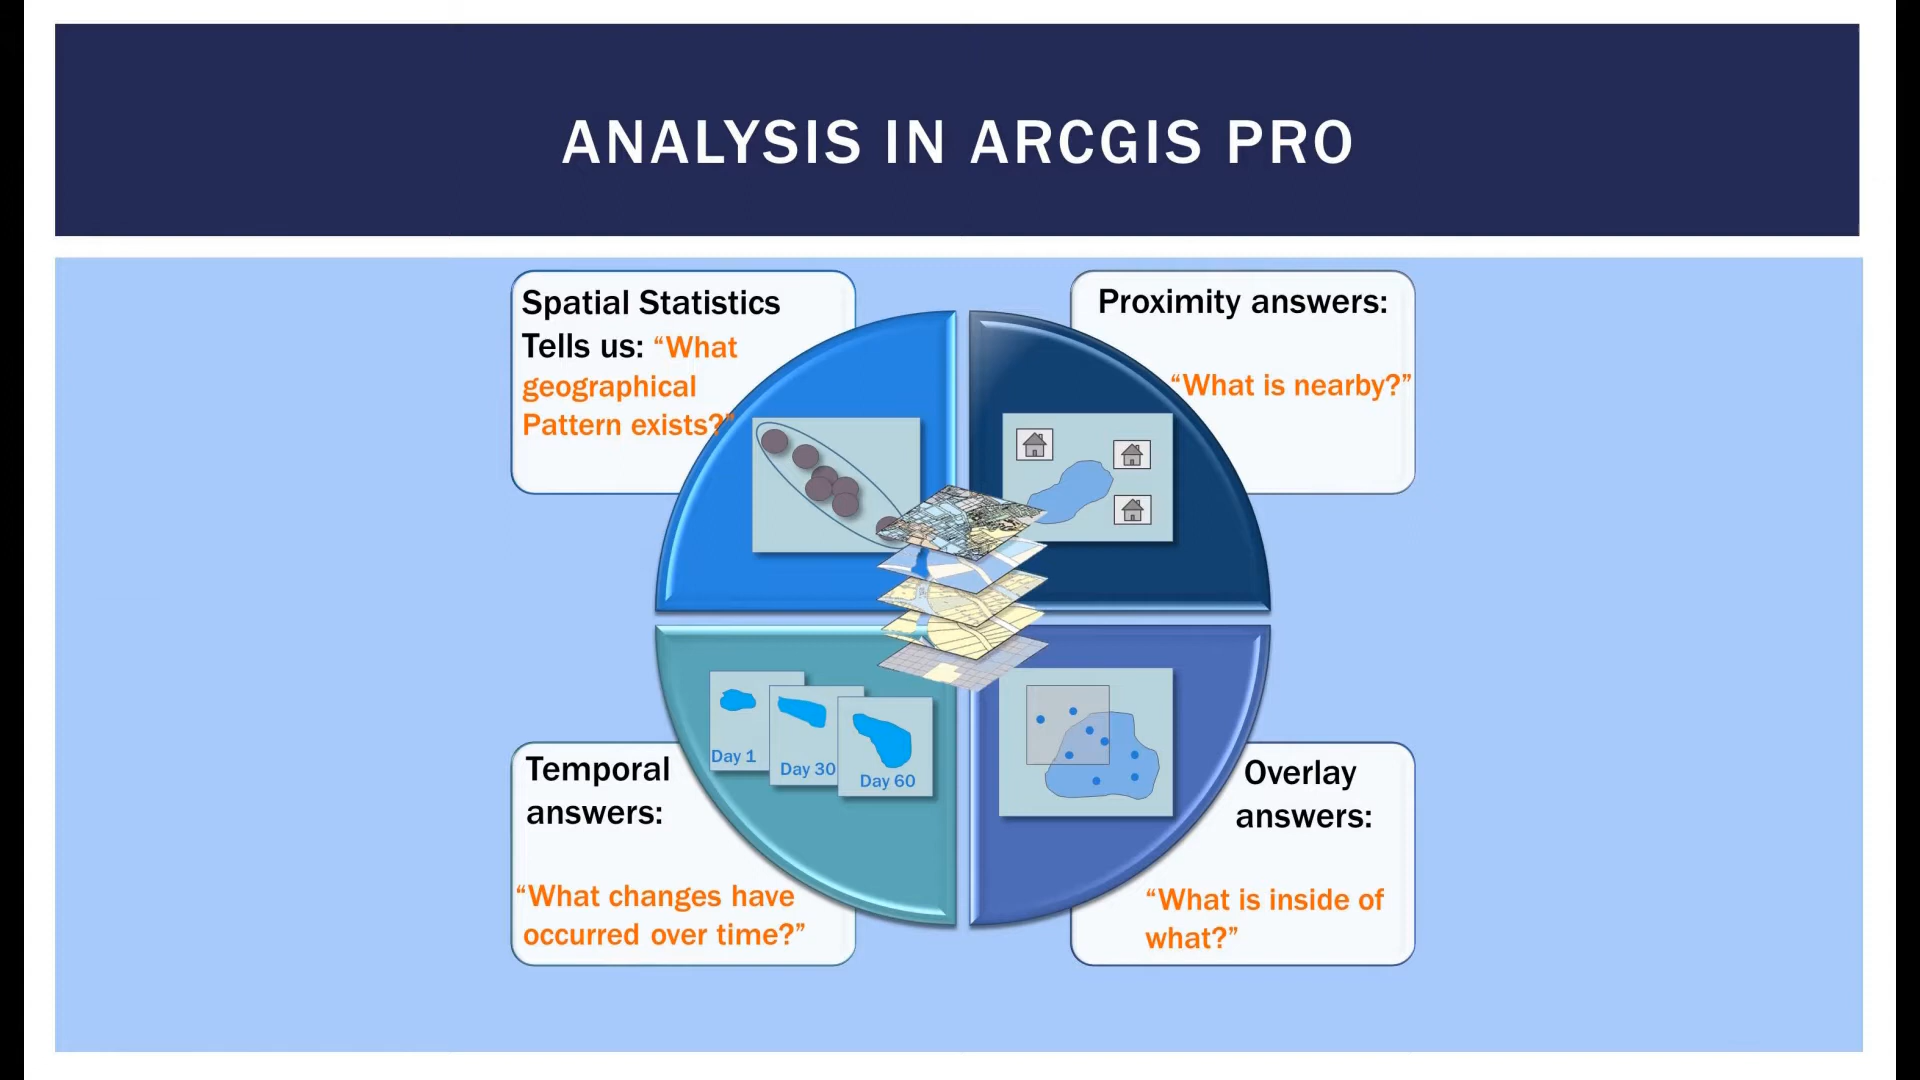 ANALYSIS IN ARCGIS PRO
Spatial Statistics
Tells us: “What
geographical
Pattern exists?”
Proximity answers:
“What is nearby?”
Day 1
Day 30
Day 60
Temporal
answers:
“What changes have
occurred over time?”
Overlay
answers:
“What is inside of
what?”